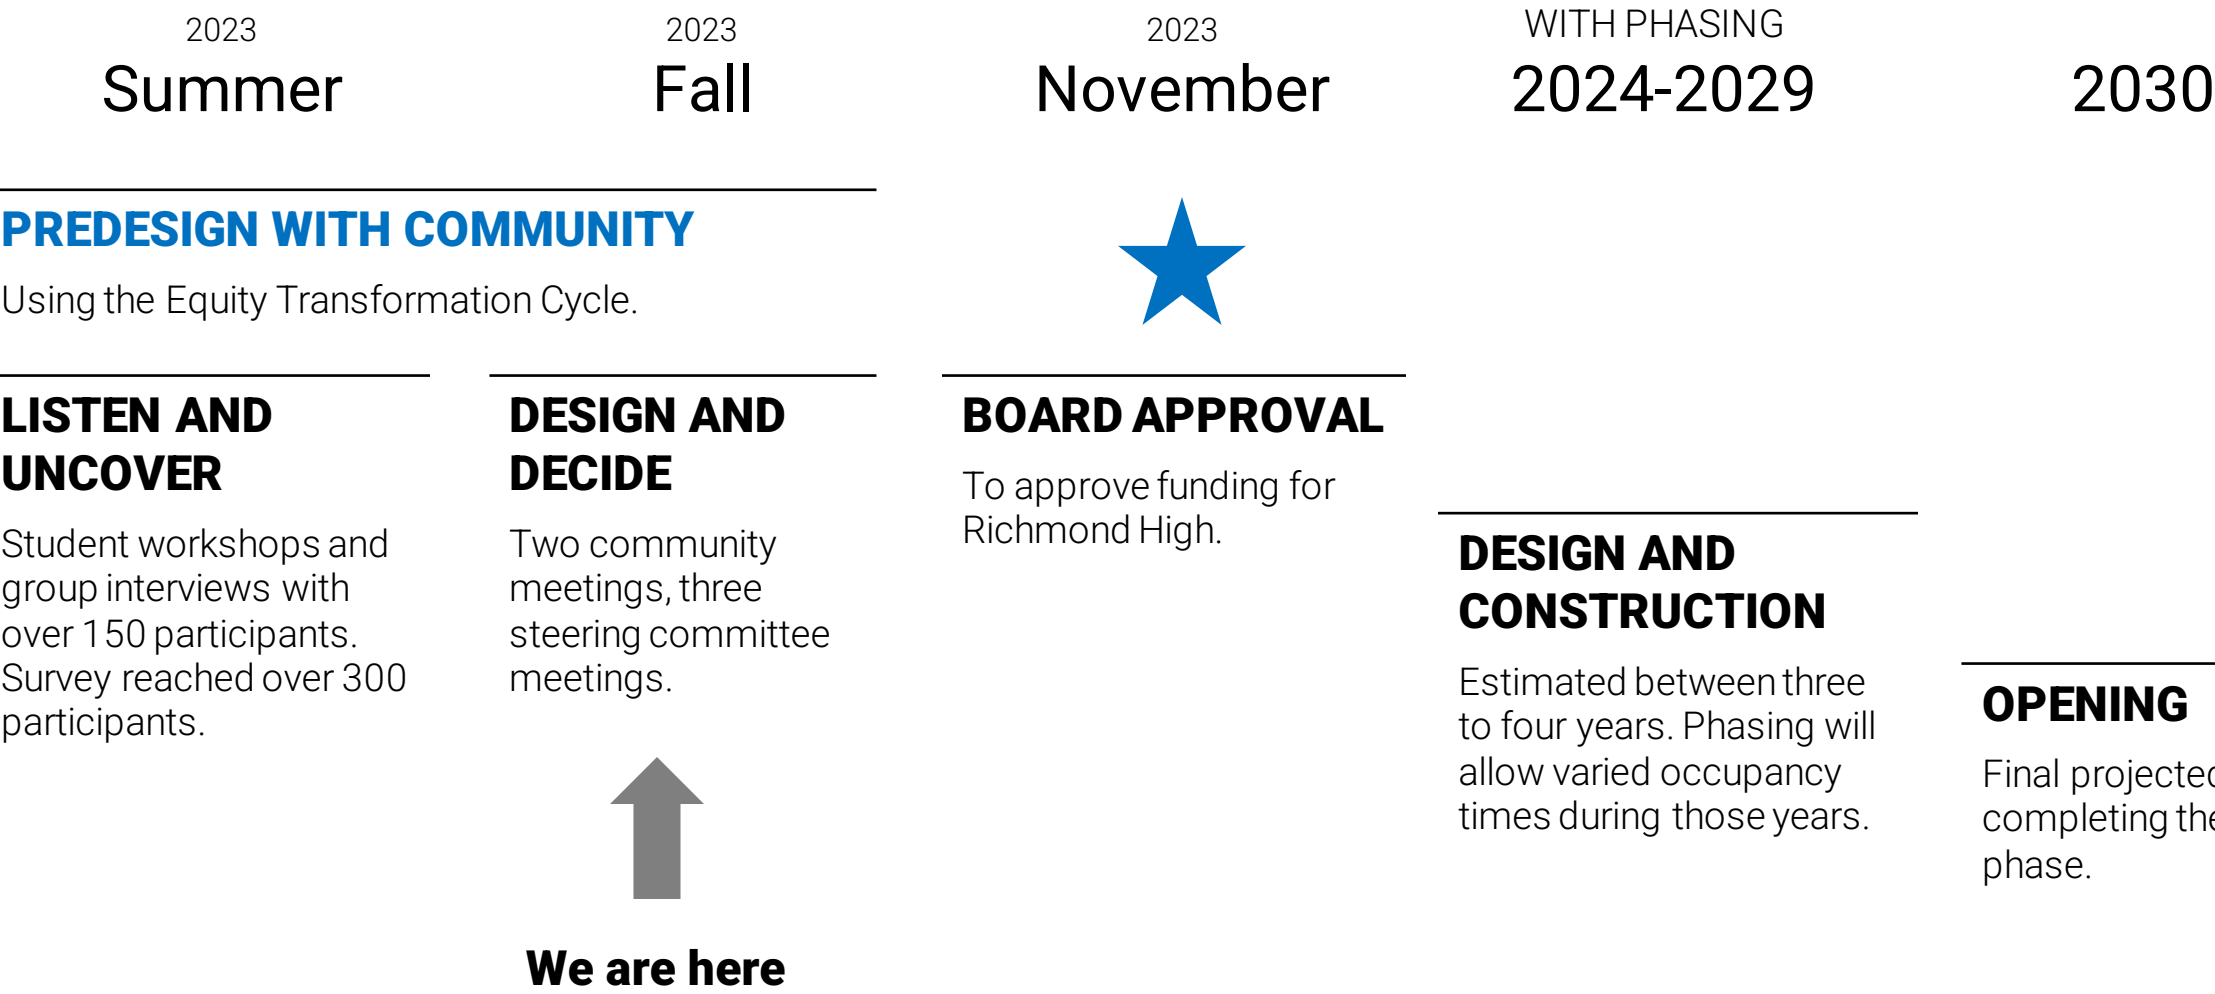 2023
Summer
2023
Fall
2023
November
WITH PHASING
2024-2029
2030
PREDESIGN WITH COMMUNITY
Using the Equity Transformation Cycle.
LISTEN AND
UNCOVER
Student workshops and
group interviews with
over 150 participants.
Survey reached over 300
participants.
DESIGN AND
DECIDE
Two community
meetings, three
steering committee
meetings.
We are here
BOARD APPROVAL
To approve funding for
Richmond High.
DESIGN AND
CONSTRUCTION
Estimated between three
to four years. Phasing will
allow varied occupancy
times during those years.
OPENING
Final projected
completing the
phase.